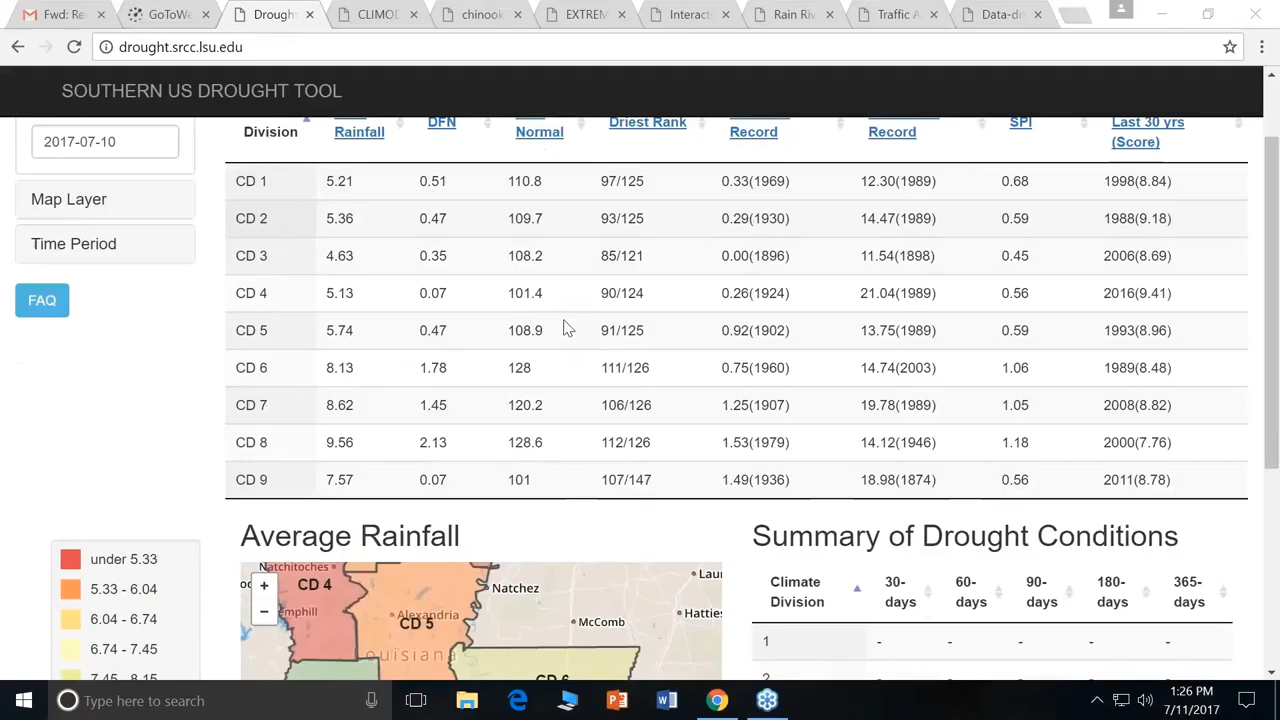 Fwd: Re
GoToWe
Drough
CLIMOD
chinook
EXTREM
Interacti
Rain Riv
Traffic A
Data-dr
drought.srcc.lsu.edu
SOUTHERN US DROUGHT TOOL
2017-07-10
Map Layer
Time Period
FAQ
Division Rainfall DFN Normal Driest Rank Record Record SPI Last 30 yrs
(Score)
CD 1 5.21 0.51 110.8 97/125 0.33(1969) 12.30(1989) 0.68 1998(8.84)
CD 2 5.36 0.47 109.7 93/125 0.29(1930) 14.47(1989) 0.59 1988(9.18)
CD 3 4.63 0.35 108.2 85/121 0.00(1896) 11.54(1898) 0.45 2006(8.69)
CD 4 5.13 0.07 101.4 90/124 0.26(1924) 21.04(1989) 0.56 2016(9.41)
CD 5 5.74 0.47 108.9 91/125 0.92(1902) 13.75(1989) 0.59 1993(8.96)
CD 6 8.13 1.78 128 111/126 0.75(1960) 14.74(2003) 1.06 1989(8.48)
CD 7 8.62 1.45 120.2 106/126 1.25(1907) 19.78(1989) 1.05 2008(8.82)
CD 8 9.56 2.13 128.6 112/126 1.53(1979) 14.12(1946) 1.18 2000(7.76)
CD 9 7.57 0.07 101 107/147 1.49(1936) 18.98(1874) 0.56 2011(8.78)
under 5.33
5.33 - 6.04
6.04 - 6.74
6.74 - 7.45
7.45 - 8.15
Average Rainfall
+
−
Natchitoches
CD 4
emphill
Alexandria
CD 5
ouisiana
CD 6
Natchez
McComb
Lau
Hatties
Summary of Drought Conditions
Climate Division 30-days 60-days 90-days 180-days 365-days
1 - - - - -
2
Type here to search
1:26 PM
7/11/2017